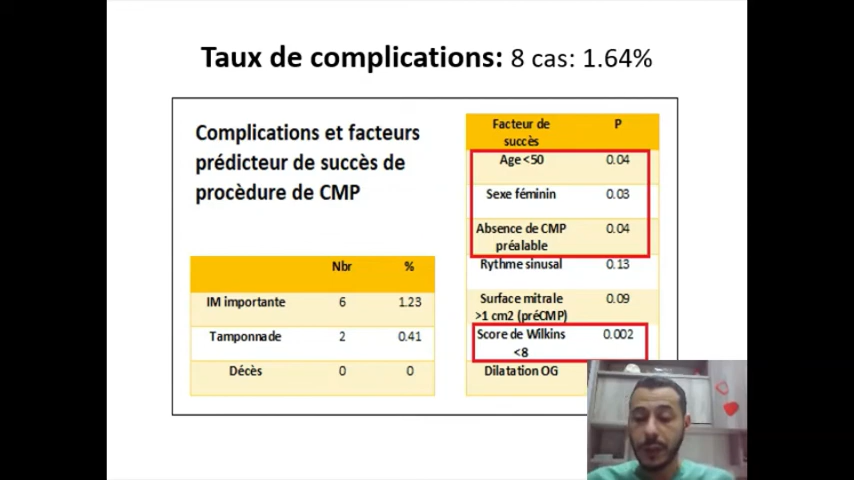 Taux de complications: 8 cas: 1.64%
Complications et facteurs
prédicteur de succès de
procèdure de CMP
Nbr %
IM importante 6 1.23
Tamponnade 2 0.41
Décès 0 0
Facteur de P
succès
Age <50 0.04
Sexe féminin 0.03
Absence de CMP 0.04
préalable
Rythme sinusal 0.13
Surface mitrale 0.09
>1 cm2 (préCMP)
Score de Wilkins 0.002
<8
Dilatation OG